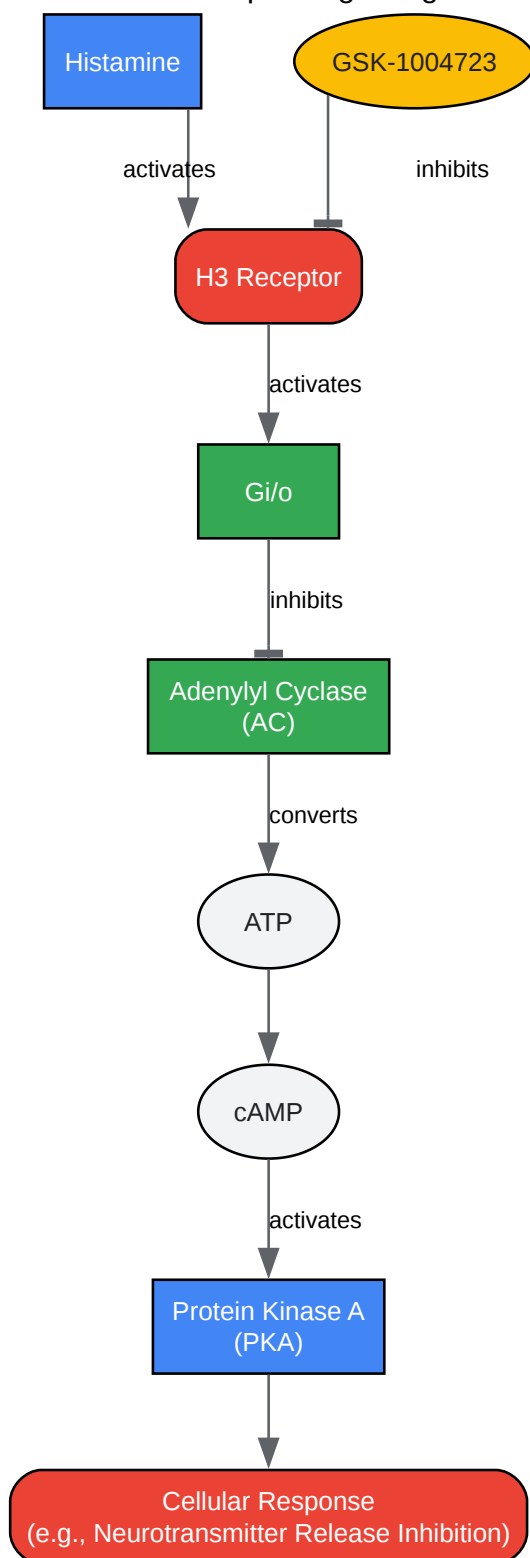 Histamine
GSK-1004723
activates
inhibits
H3 Receptor
activates
Gi/o
inhibits
Adenylyl Cyclase
(AC)
converts
ATP
cAMP
activates
Protein Kinase A
(PKA)
Cellular Response
(e.g., Neurotransmitter Release Inhibition)